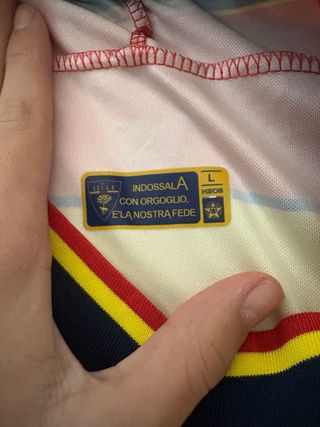 INDOSSALA
CON ORGOGLIO,
E'LA NOSTRA FEDE
L